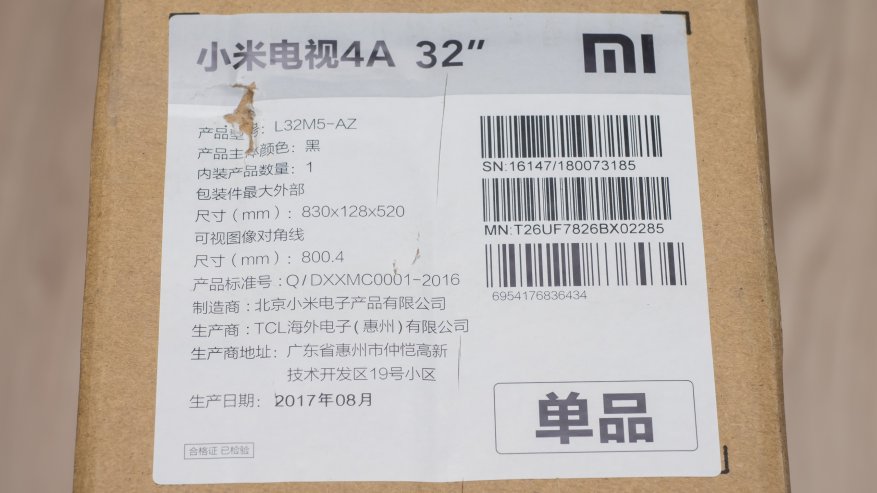 小米电视4A 32"
mi
产品型号: L32M5-AZ
产品主体颜色: 黑
内装产品数量: 1
包装件最大外部
尺寸（mm）: 830x128x520
可视图像对角线
尺寸（mm）: 800.4
产品标准号: Q/DXXMC0001-2016
制造商: 北京小米电子产品有限公司
生产商: TCL海外电子(惠州)有限公司
生产商地址: 广东省惠州市仲恺高新
技术开发区19号小区
生产日期: 2017年08月
合格证 已检验
SN:16147/180073185
MN:T26UF7826BX02285
6954176836434
单品